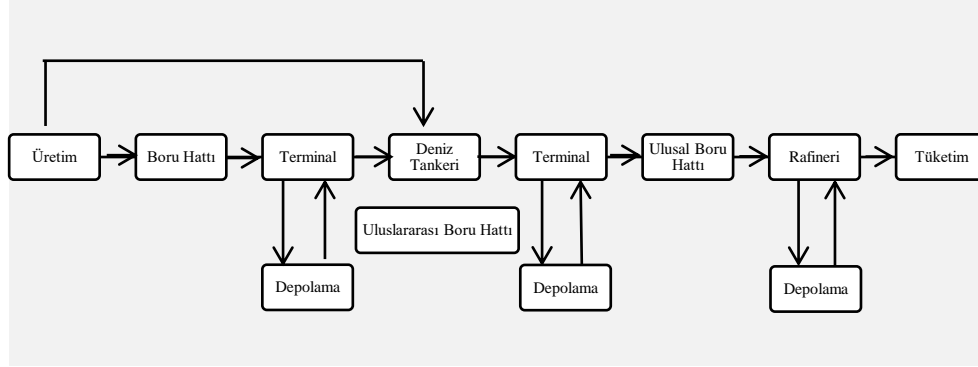 Üretim
Boru Hattı
Terminal
Deniz
Tankeri
Terminal
Ulusal Boru
Hattı
Rafineri
Tüketim
Uluslararası Boru Hattı
Depolama
Depolama
Depolama